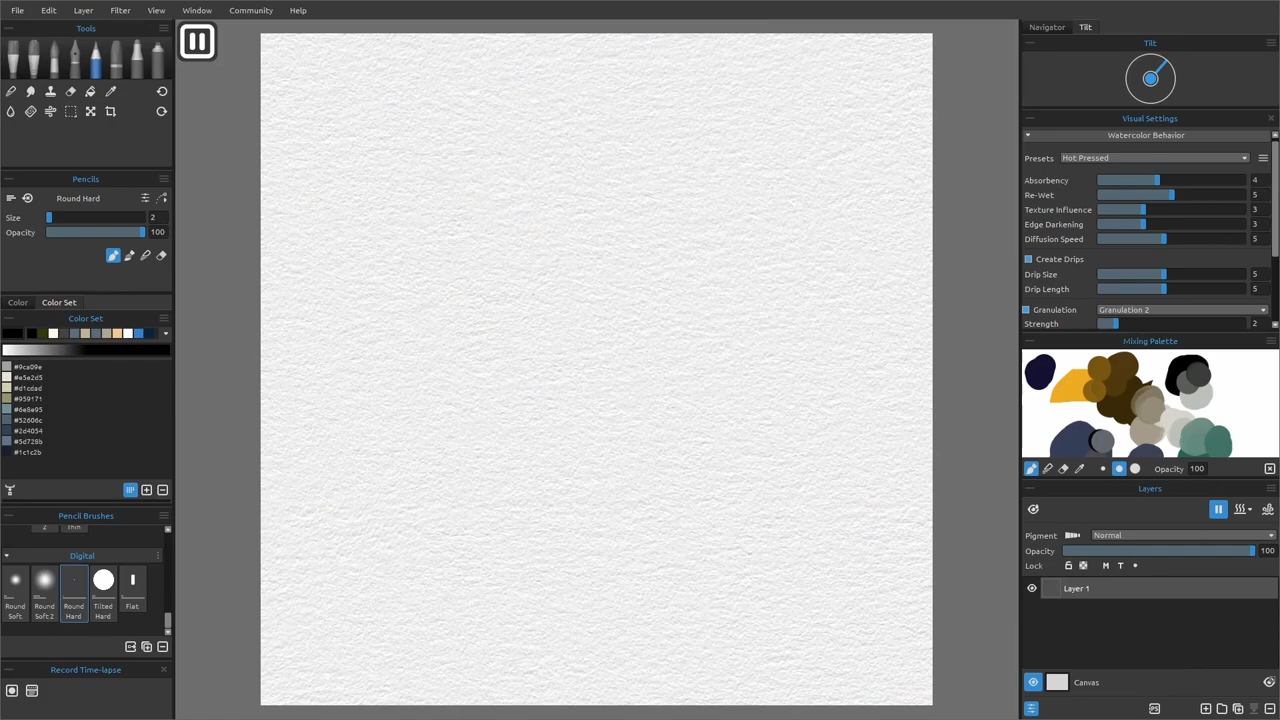 File Edit Layer Filter View Window Community Help
Tools
Pencils
Round Hard
Size 2
Opacity 100
Color Color Set
Color Set
#9ca09e
#e5e2d5
#d1cdad
#959171
#6e8e95
#52606c
#2d4054
#5d728b
#1c1c2b
Pencil Brushes
2 Thin
Digital
Round Soft
Round Soft 2
Round Hard
Tilted Hard
Flat
Record Time-lapse
Navigator Tilt
Tilt
Visual Settings
Watercolor Behavior
Presets Hot Pressed
Absorbency 4
Re-Wet 5
Texture Influence 3
Edge Darkening 3
Diffusion Speed 5
Create Drips
Drip Size 5
Drip Length 5
Granulation Granulation 2
Strength 2
Mixing Palette
Opacity 100
Layers
Pigment Normal
Opacity 100
Lock M T
Layer 1
Canvas
PS